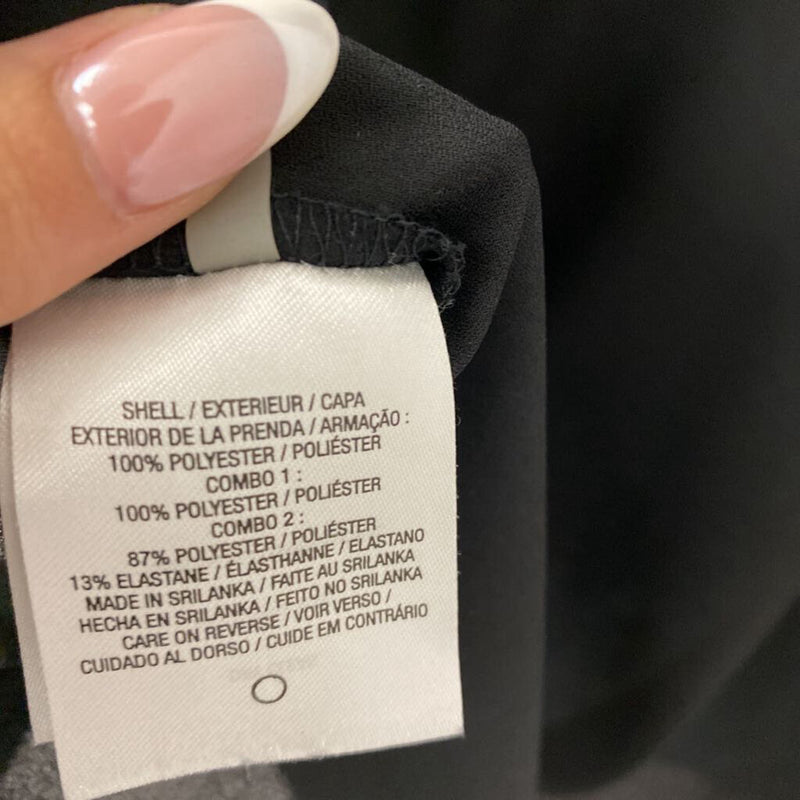 SHELL / EXTERIEUR / CAPA
EXTERIOR DE LA PRENDA / ARMAÇÃO :
100% POLYESTER / POLIÉSTER
COMBO 1 :
100% POLYESTER / POLIÉSTER
COMBO 2 :
87% POLYESTER / POLIÉSTER
13% ELASTANE / ÉLASTHANNE / ELASTANO
MADE IN SRILANKA / FAITE AU SRILANKA
HECHA EN SRILANKA / FEITO NO SRILANKA
CARE ON REVERSE / VOIR VERSO /
CUIDADO AL DORSO / CUIDE EM CONTRÁRIO